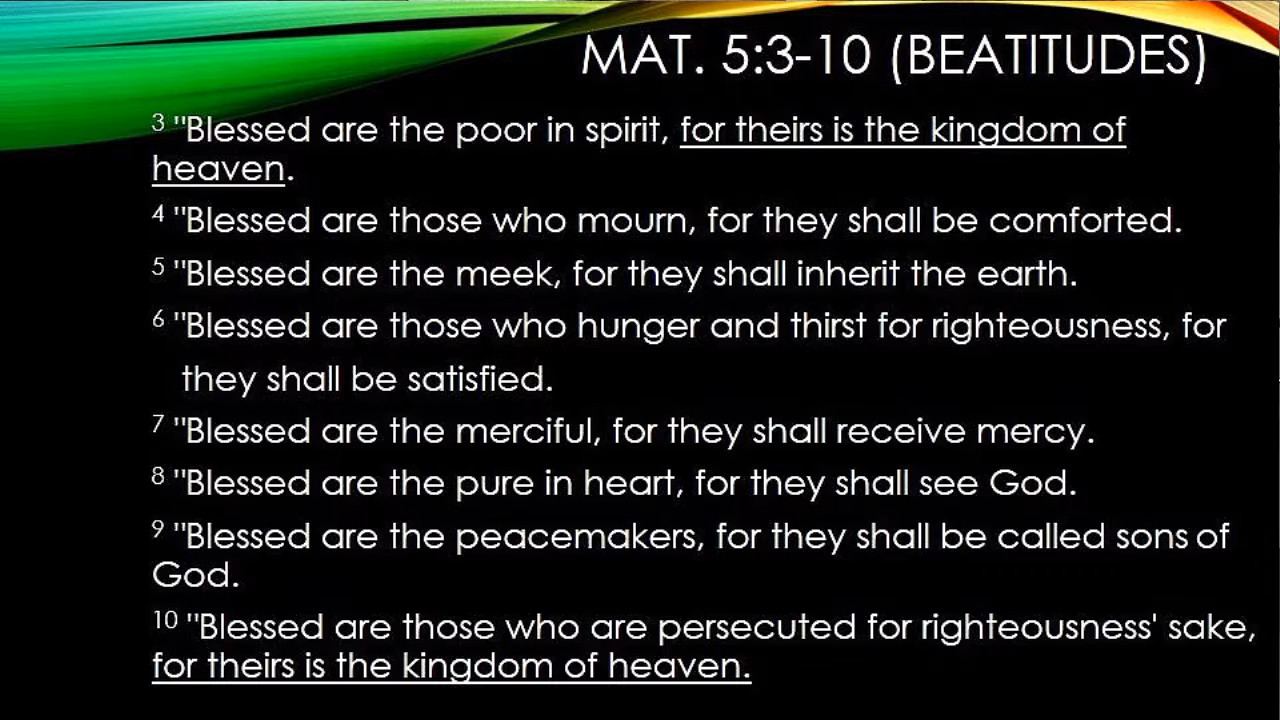 MAT. 5:3-10 (BEATITUDES)
3 "Blessed are the poor in spirit, for theirs is the kingdom of
heaven.
4 "Blessed are those who mourn, for they shall be comforted.
5 "Blessed are the meek, for they shall inherit the earth.
6 "Blessed are those who hunger and thirst for righteousness, for
they shall be satisfied.
7 "Blessed are the merciful, for they shall receive mercy.
8 "Blessed are the pure in heart, for they shall see God.
9 "Blessed are the peacemakers, for they shall be called sons of
God.
10 "Blessed are those who are persecuted for righteousness' sake,
for theirs is the kingdom of heaven.